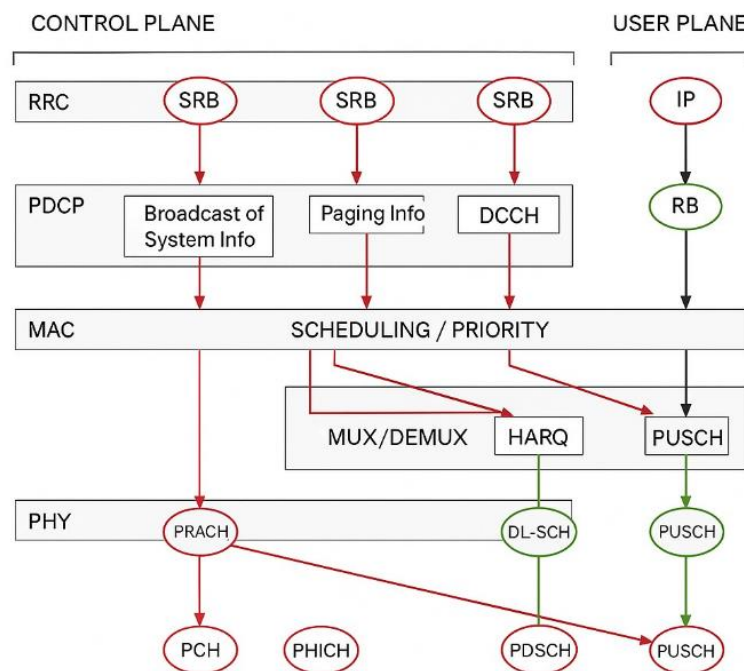 CONTROL PLANE
USER PLANE
RRC
SRB
SRB
SRB
IP
PDCP
Broadcast of
System Info
Paging Info
DCCH
RB
MAC
SCHEDULING / PRIORITY
MUX/DEMUX
HARQ
PUSCH
PHY
PRACH
DL-SCH
PUSCH
PCH
PHICH
PDSCH
PUSCH